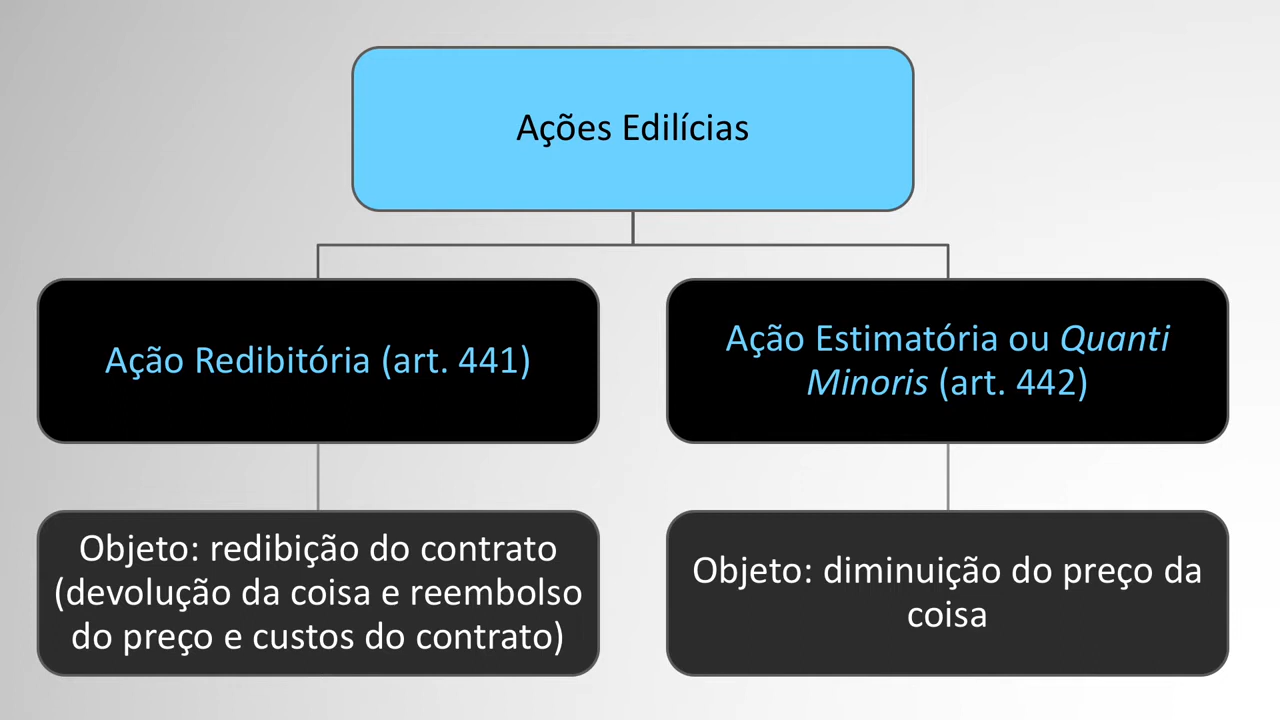 Ações Edilícias
Ação Redibitória (art. 441)
Ação Estimatória ou Quanti
Minoris (art. 442)
Objeto: redibição do contrato
(devolução da coisa e reembolso
do preço e custos do contrato)
Objeto: diminuição do preço da
coisa